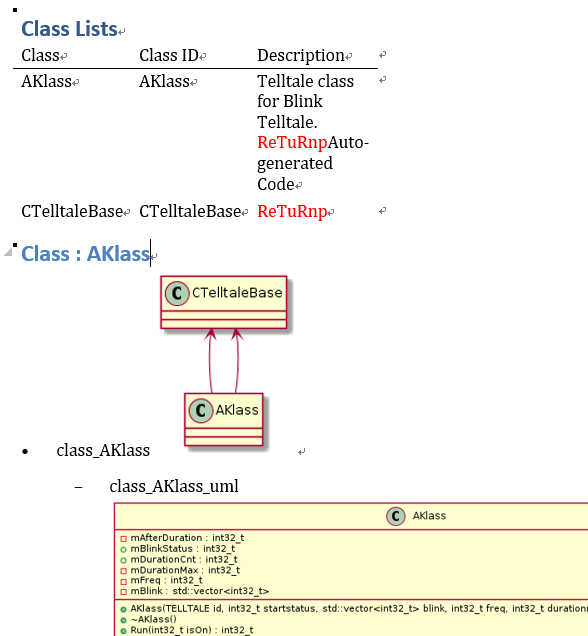 Class Lists
Class Class ID Description
AKlass AKlass Telltale class
for Blink
Telltale.
ReTuRnpAuto-
generated
Code
CTelltaleBase CTelltaleBase ReTuRnp
Class : AKlass
C CTelltaleBase
C AKlass
• class_AKlass
– class_AKlass_uml
C AKlass
mAfterDuration : int32_t
mBlinkStatus : int32_t
mDurationCnt : int32_t
mDurationMax : int32_t
mFreq : int32_t
mBlink : std::vector<int32_t>
AKlass(TELLTALE id, int32_t startstatus, std::vector<int32_t> blink, int32_t freq, int32_t duration
~AKlass()
Run(int32_t isOn) : int32_t